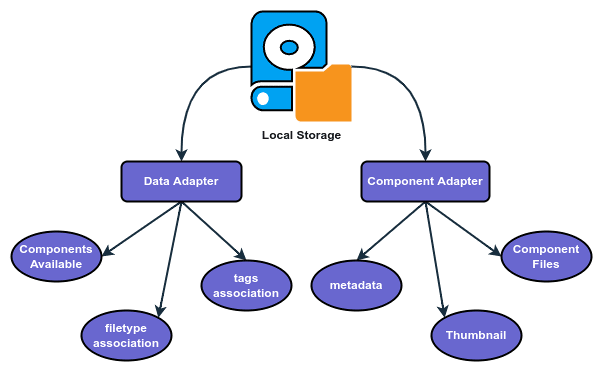 Local Storage
Data Adapter
Component Adapter
Components
Available
filetype
association
tags
association
metadata
Thumbnail
Component
Files